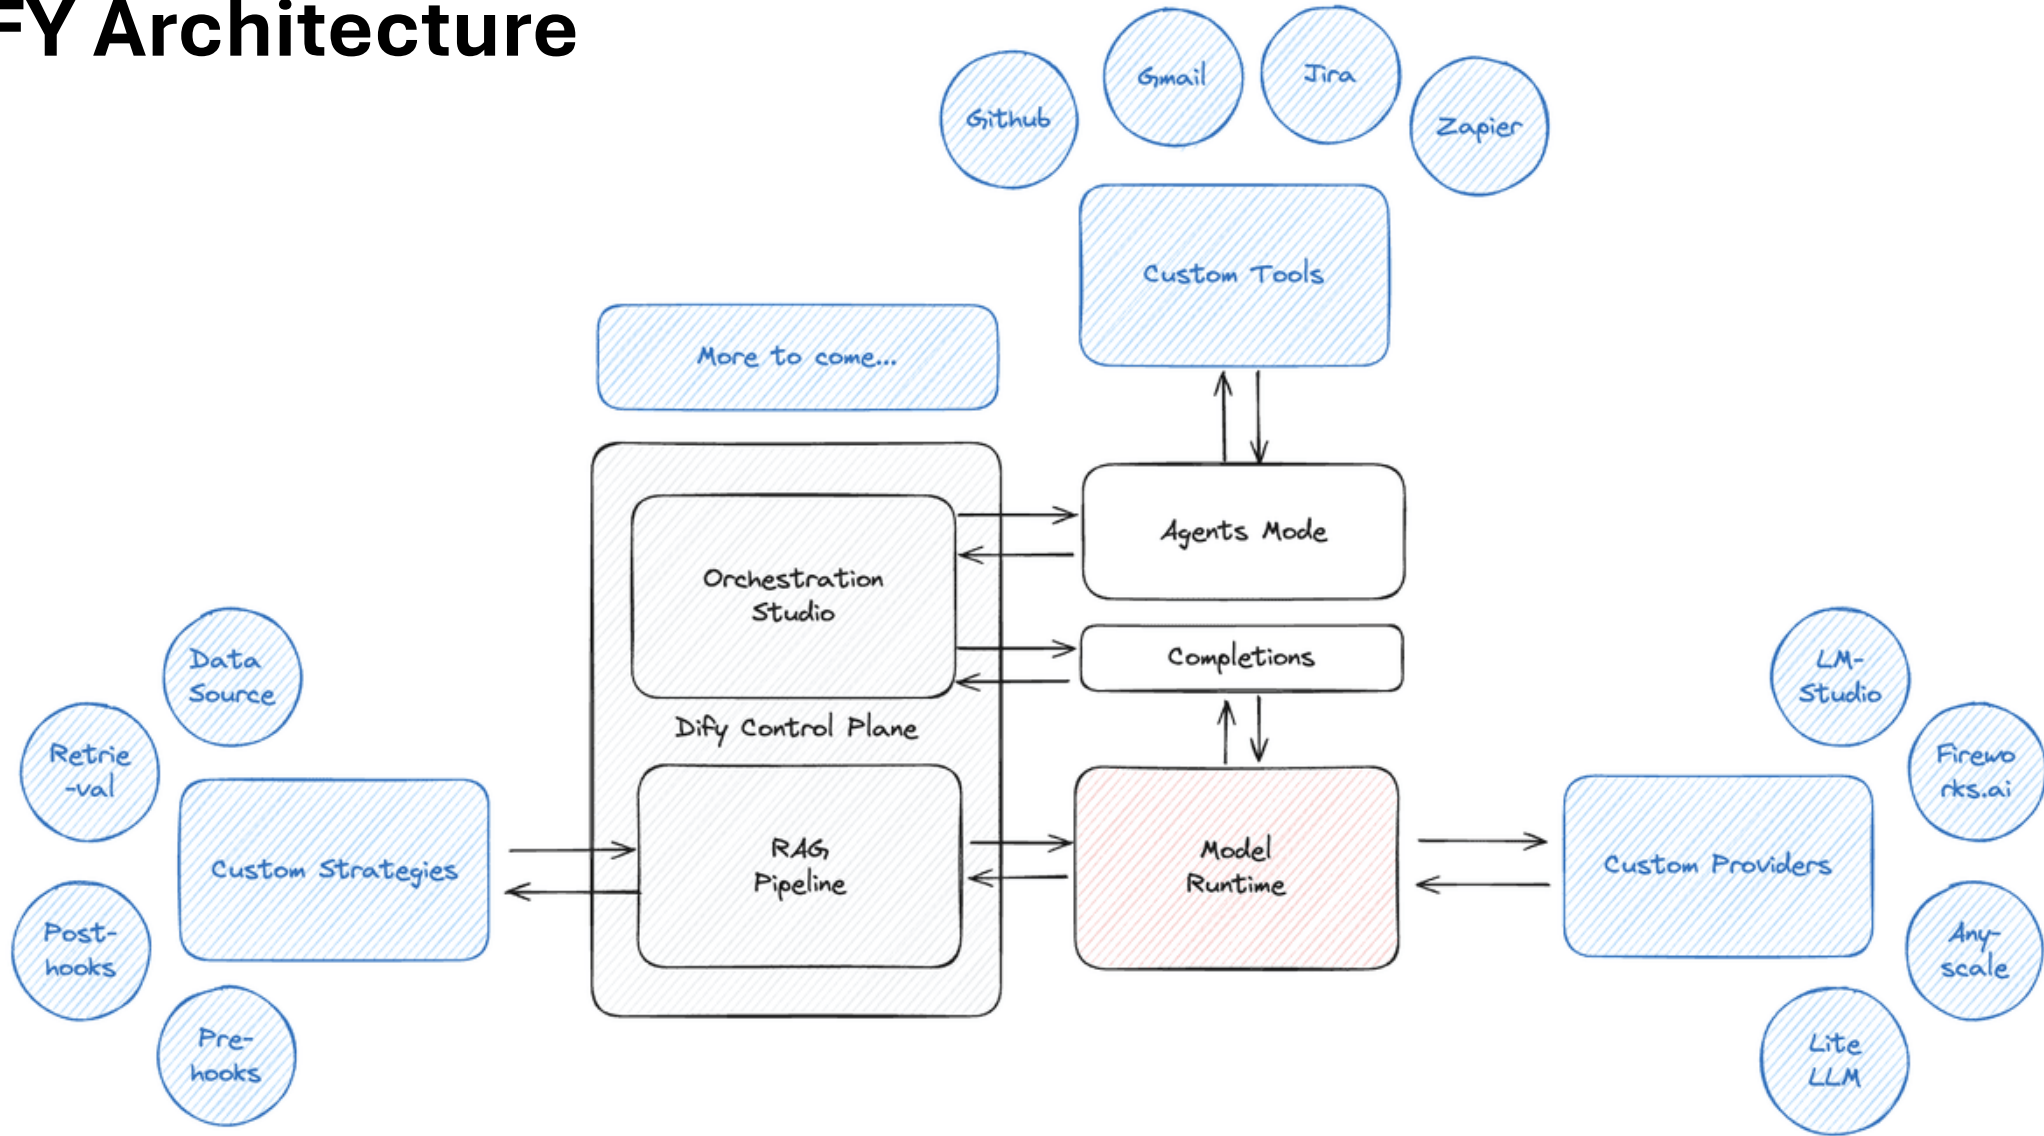 FY Architecture
Github
Gmail
Jira
Zapier
Custom Tools
More to come...
Agents Mode
Orchestration
Studio
Completions
Dify Control Plane
Data
Source
Retrie
-val
Custom Strategies
Post-
hooks
Pre-
hooks
RAG
Pipeline
Model
Runtime
Custom Providers
LM-
Studio
Firewo
rks.ai
Any-
scale
Lite
LLM